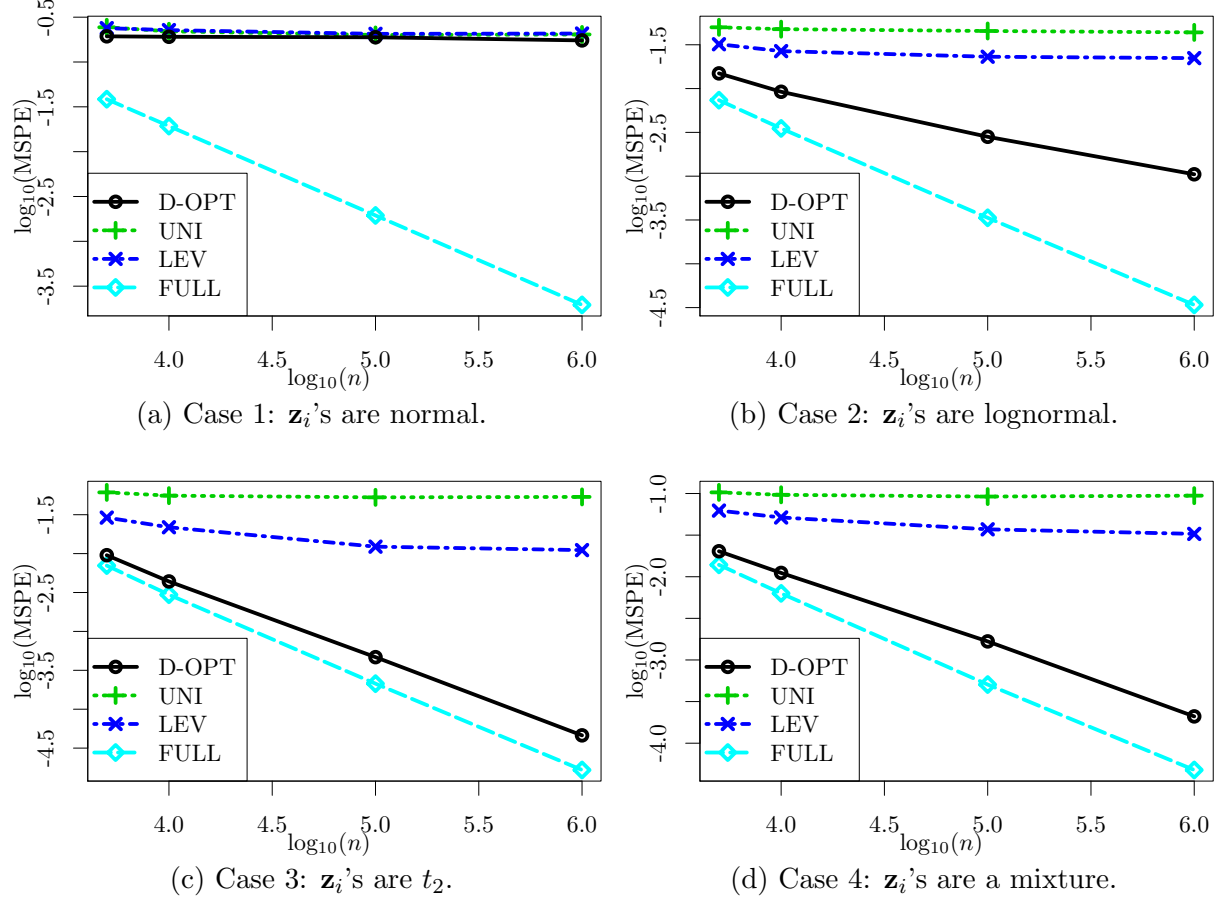 -0.5
-1.5
-2.5
-3.5
log₁₀(MSPE)
D-OPT
UNI
LEV
FULL
4.0 4.5 5.0 5.5 6.0
log₁₀(n)
(a) Case 1: zᵢ's are normal.
-1.5
-2.5
-3.5
-4.5
log₁₀(MSPE)
D-OPT
UNI
LEV
FULL
4.0 4.5 5.0 5.5 6.0
log₁₀(n)
(b) Case 2: zᵢ's are lognormal.
-1.5
-2.5
-3.5
-4.5
log₁₀(MSPE)
D-OPT
UNI
LEV
FULL
4.0 4.5 5.0 5.5 6.0
log₁₀(n)
(c) Case 3: zᵢ's are t₂.
-1.0
-2.0
-3.0
-4.0
log₁₀(MSPE)
D-OPT
UNI
LEV
FULL
4.0 4.5 5.0 5.5 6.0
log₁₀(n)
(d) Case 4: zᵢ's are a mixture.